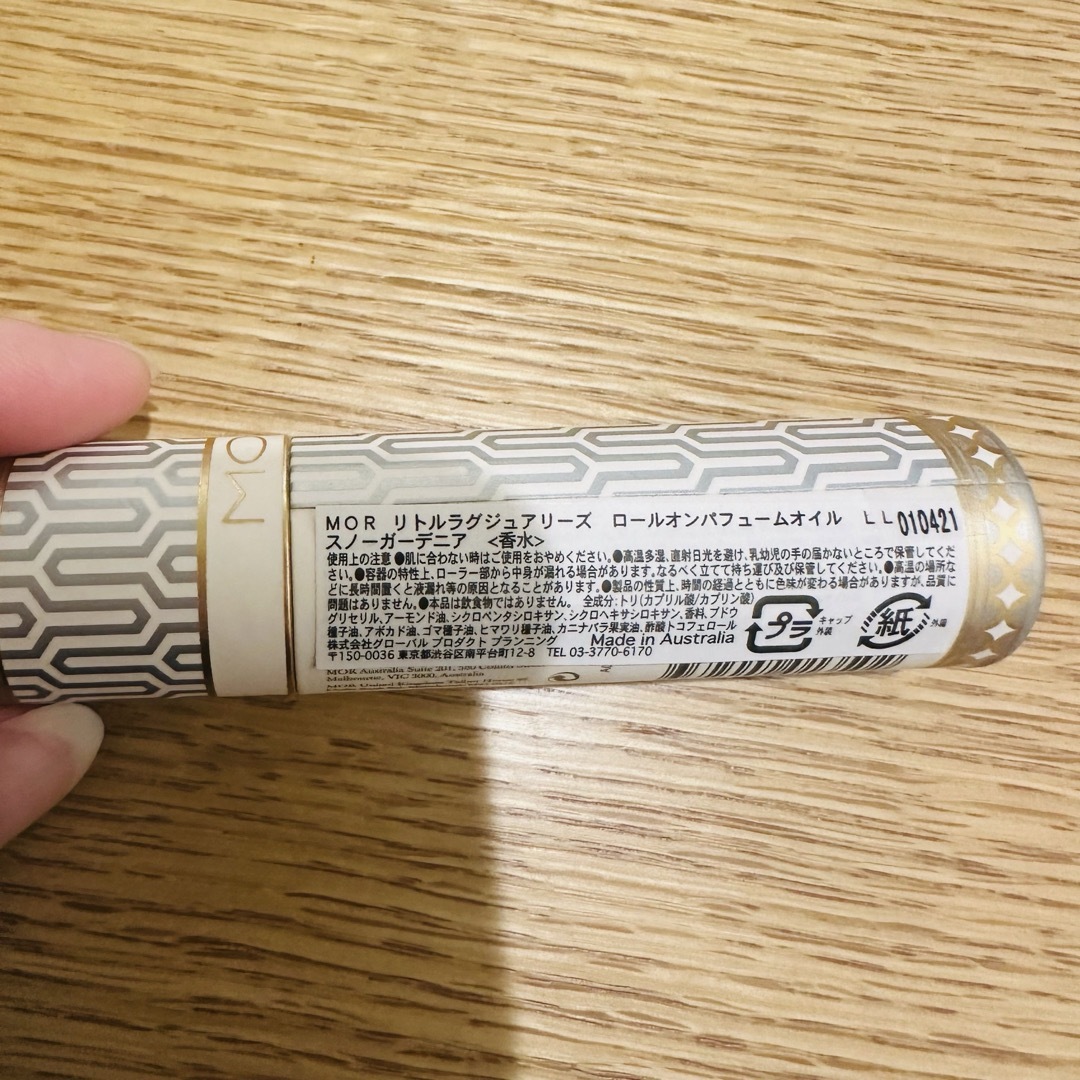 MOR
MOR リトルラグジュアリーズ ロールオンパフュームオイル LL 010421
スノーガーデニア <香水>
使用上の注意 ●肌に合わない時はご使用をおやめください。●高温多湿、直射日光を避け、乳幼児の手の届かないところで保管してくだ
さい。●容器の特性上、ローラー部から中身が漏れる場合があります。なるべく立てて持ち運び及び保管してください。●高温の場所な
どに長時間置くと液漏れ等の原因となることがあります。●製品の性質上、時間の経過とともに色味が変わる場合がありますが、品質に
問題はありません。●本品は飲食物ではありません。 全成分:トリ(カプリル酸/カプリン酸)
グリセリル、アーモンド油、シクロペンタシロキサン、シクロヘキサシロキサン、香料、ブドウ
種子油、アボカド油、ゴマ種子油、ヒマワリ種子油、カニナバラ果実油、酢酸トコフェロール
株式会社グローバル プロダクト プランニング Made in Australia
〒150-0036 東京都渋谷区南平台町12-8 TEL 03-3770-6170
プラ キャップ 外装
紙 外箱
MOR Australia Suite 201,
Melbourne, VIC 3000, Australia
MOR United Kingdom